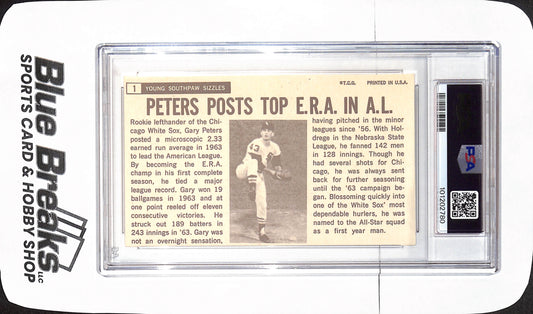 Blue Breaks LLC
SPORTS CARD & HOBBY SHOP
1 YOUNG SOUTHPAW SIZZLES
©T.C.G. PRINTED IN U.S.A.
PETERS POSTS TOP E.R.A. IN A.L.
Rookie lefthander of the Chi-
cago White Sox, Gary Peters
posted a microscopic 2.33
earned run average in 1963
to lead the American League.
By becoming the E.R.A.
champ in his first complete
season, he tied a major
league record. Gary won 19
ballgames in 1963 and at
one point reeled off eleven
consecutive victories. He
struck out 189 batters in
243 innings in '63. Gary was
not an overnight sensation,
having pitched in the minor
leagues since '56. With Hol-
drege in the Nebraska State
League, he fanned 142 men
in 128 innings. Though he
had several shots for Chi-
cago, he was always sent
back for further seasoning
until the '63 campaign be-
gan. Blossoming quickly into
one of the White Sox' most
dependable hurlers, he was
named to the All-Star squad
as a first year man.
43
PSA
101202780